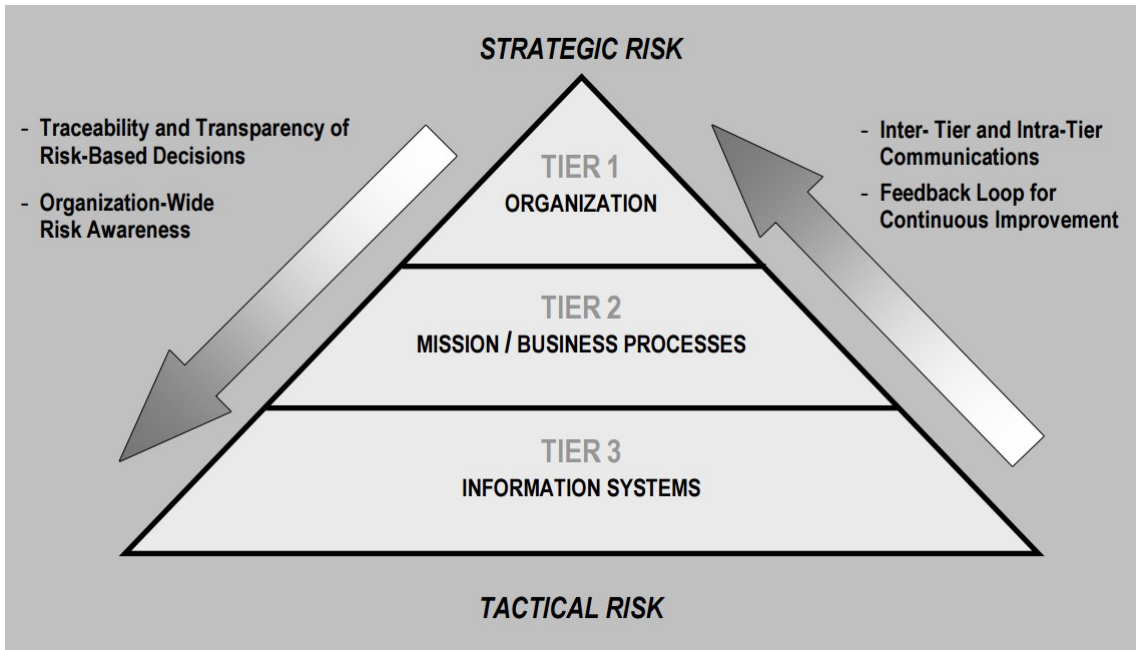 STRATEGIC RISK
- Traceability and Transparency of
Risk-Based Decisions
- Organization-Wide
Risk Awareness
- Inter- Tier and Intra-Tier
Communications
- Feedback Loop for
Continuous Improvement
TIER 1
ORGANIZATION
TIER 2
MISSION / BUSINESS PROCESSES
TIER 3
INFORMATION SYSTEMS
TACTICAL RISK